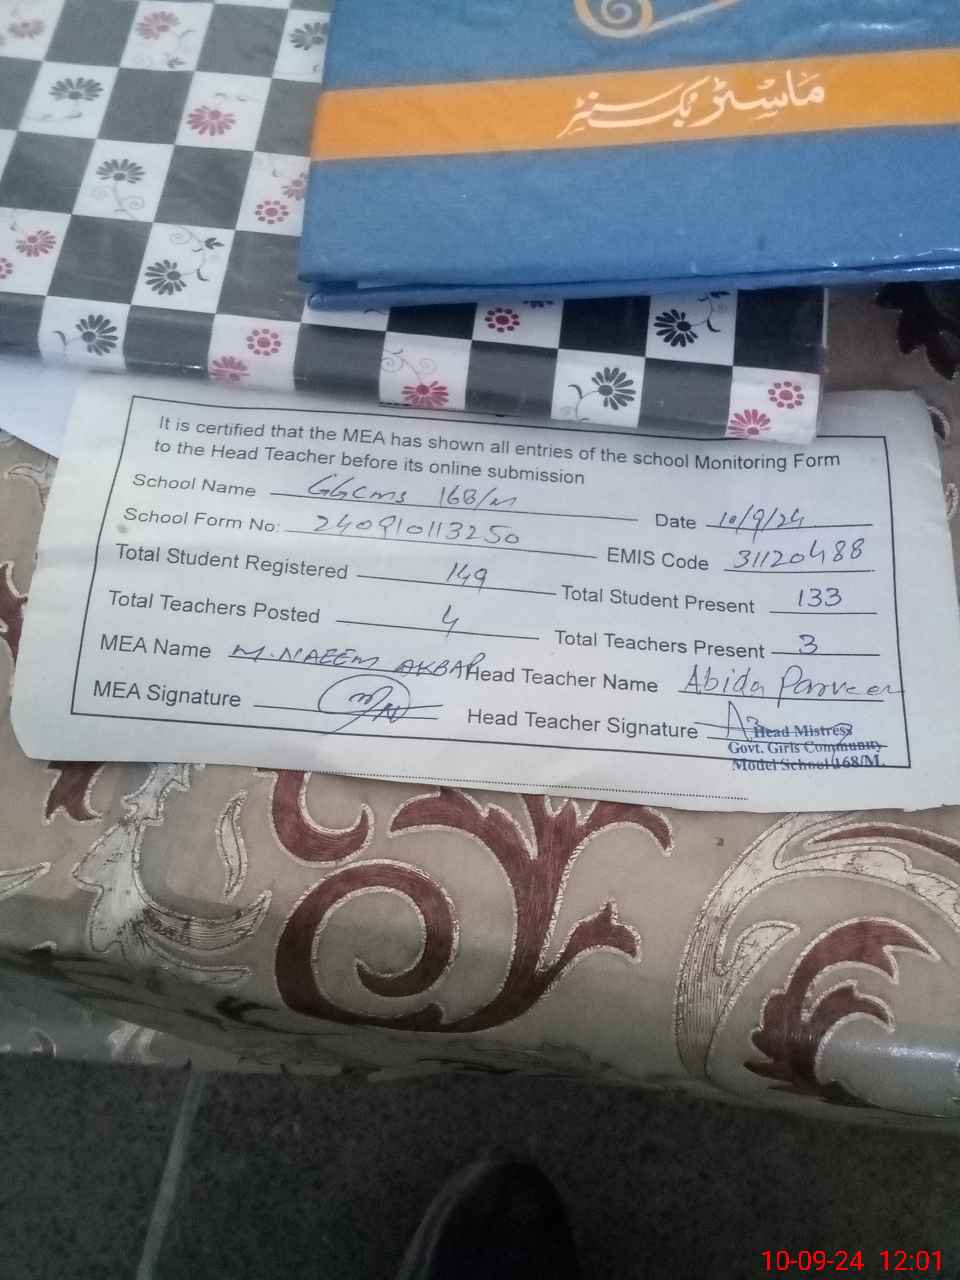 ماسٹر بک سنٹر
It is certified that the MEA has shown all entries of the school Monitoring Form
to the Head Teacher before its online submission
School Name GGCMS 168/M Date 10/9/24
School Form No: 240910113250 EMIS Code 31120488
Total Student Registered 149 Total Student Present 133
Total Teachers Posted 4 Total Teachers Present 3
MEA Name M. NAEEM AKBAR Head Teacher Name Abida Parveen
MEA Signature Head Teacher Signature
Head Mistress
Govt. Girls Community
Model School 168/M.
10-09-24 12:01